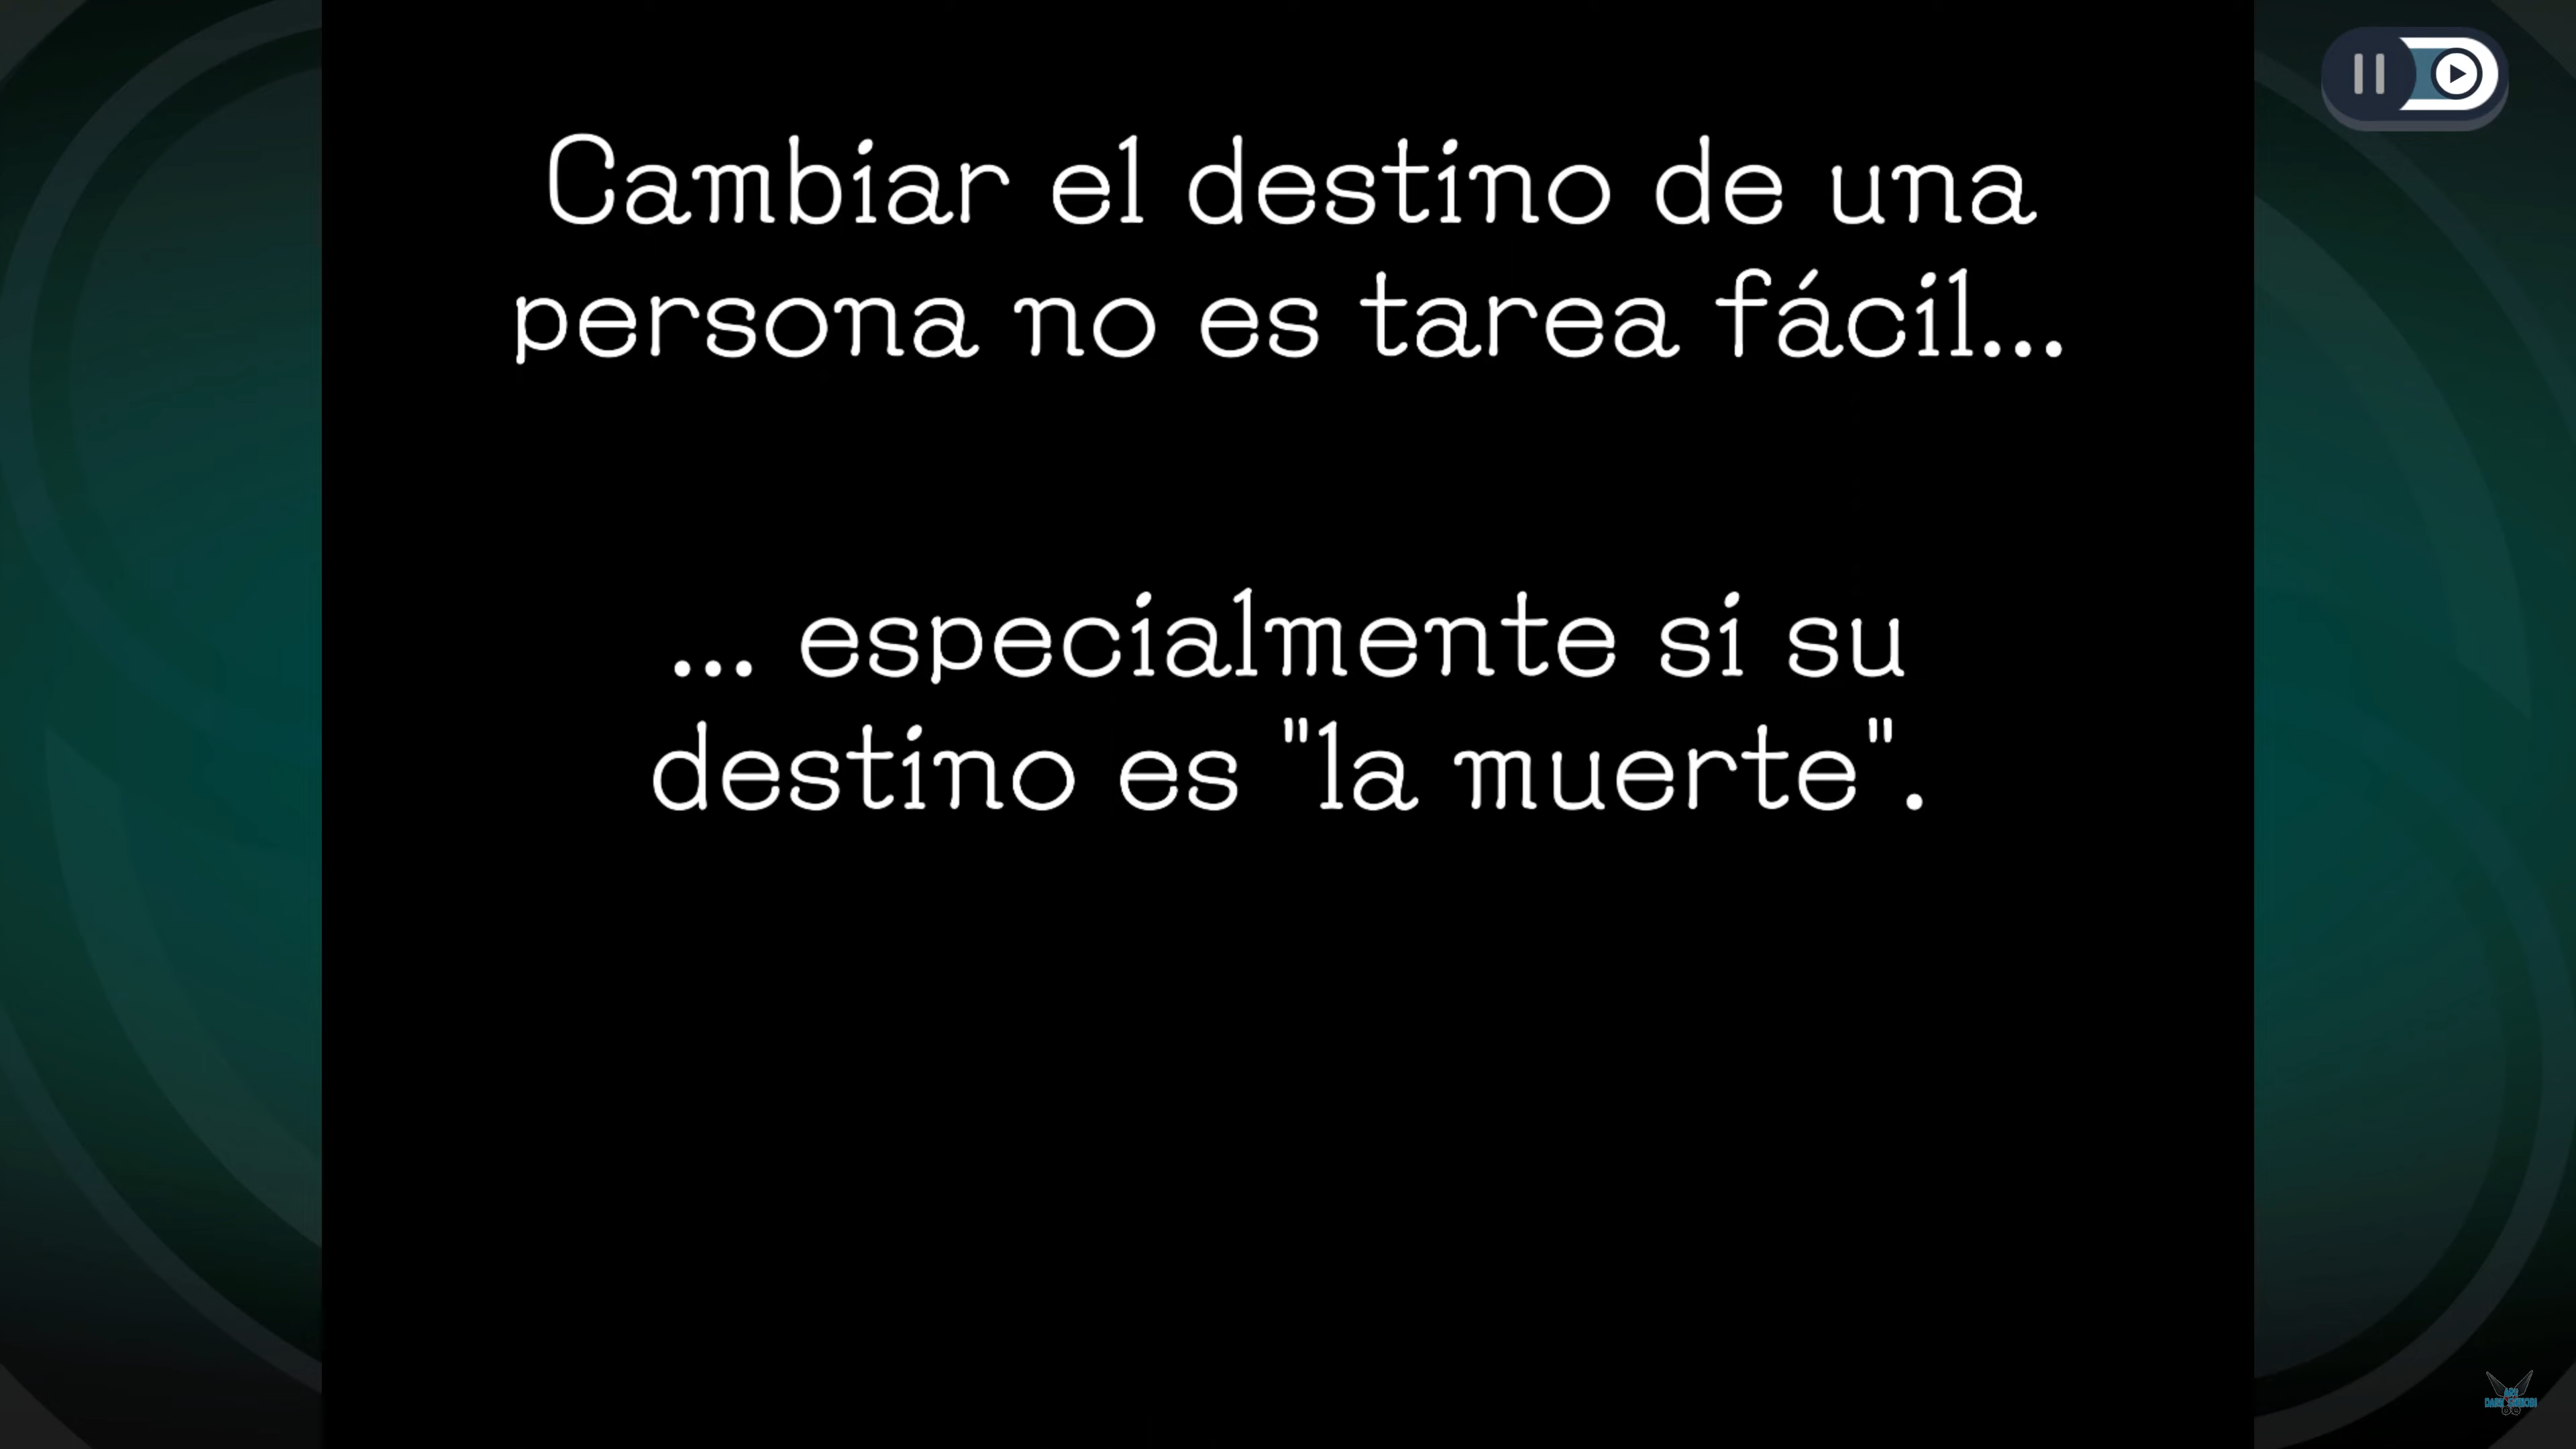 Cambiar el destino de una
persona no es tarea fácil...
... especialmente si su
destino es "la muerte".